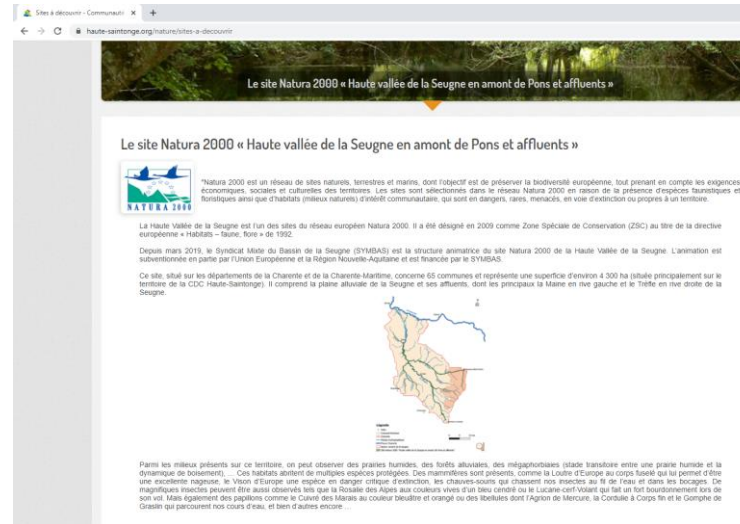 Sites à découvrir - Communauté
haute-saintonge.org/nature/sites-a-decouvrir
Le site Natura 2000 « Haute vallée de la Seugne en amont de Pons et affluents »
Le site Natura 2000 « Haute vallée de la Seugne en amont de Pons et affluents »
NATURA 2000
"Natura 2000 est un réseau de sites naturels, terrestres et marins, dont l'objectif est de préserver la biodiversité européenne, tout prenant en compte les exigences
économiques, sociales et culturelles des territoires. Les sites sont sélectionnés dans le réseau Natura 2000 en raison de la présence d'espèces faunistiques et
floristiques ainsi que d'habitats (milieux naturels) d'intérêt communautaire, qui sont en dangers, rares, menacés, en voie d'extinction ou propres à un territoire.
La Haute Vallée de la Seugne est l'un des sites du réseau européen Natura 2000. Il a été désigné en 2009 comme Zone Spéciale de Conservation (ZSC) au titre de la directive
européenne « Habitats – faune, flore » de 1992.
Depuis mars 2019, le Syndicat Mixte du Bassin de la Seugne (SYMBAS) est la structure animatrice du site Natura 2000 de la Haute Vallée de la Seugne. L'animation est
subventionnée en partie par l'Union Européenne et la Région Nouvelle-Aquitaine et est financée par le SYMBAS.
Ce site, situé sur les départements de la Charente et de la Charente-Maritime, concerne 65 communes et représente une superficie d'environ 4 300 ha (située principalement sur le
territoire de la CDC Haute-Saintonge). Il comprend la plaine alluviale de la Seugne et ses affluents, dont les principaux la Maine en rive gauche et le Trèfle en rive droite de la
Seugne.
Parmi les milieux présents sur ce territoire, on peut observer des prairies humides, des forêts alluviales, des mégaphorbiaies (stade transitoire entre une prairie humide et la
dynamique de boisement), … Ces habitats abritent de multiples espèces protégées. Des mammifères sont présents, comme la Loutre d'Europe au corps fuselé qui lui permet d'être
une excellente nageuse, le Vison d'Europe une espèce en danger critique d'extinction, les chauves-souris qui chassent nos insectes au fil de l'eau et dans les bocages. De
magnifiques insectes peuvent être aussi observés tels que la Rosalie des Alpes aux couleurs vives d'un bleu cendré ou le Lucane-cerf-Volant qui fait un fort bourdonnement lors de
son vol. Mais également des papillons comme le Cuivré des Marais au couleur bleuâtre et orangé ou des libellules dont l'Agrion de Mercure, la Cordulie à Corps fin et le Gomphe de
Graslin qui parcourent nos cours d'eau, et bien d'autres encore …